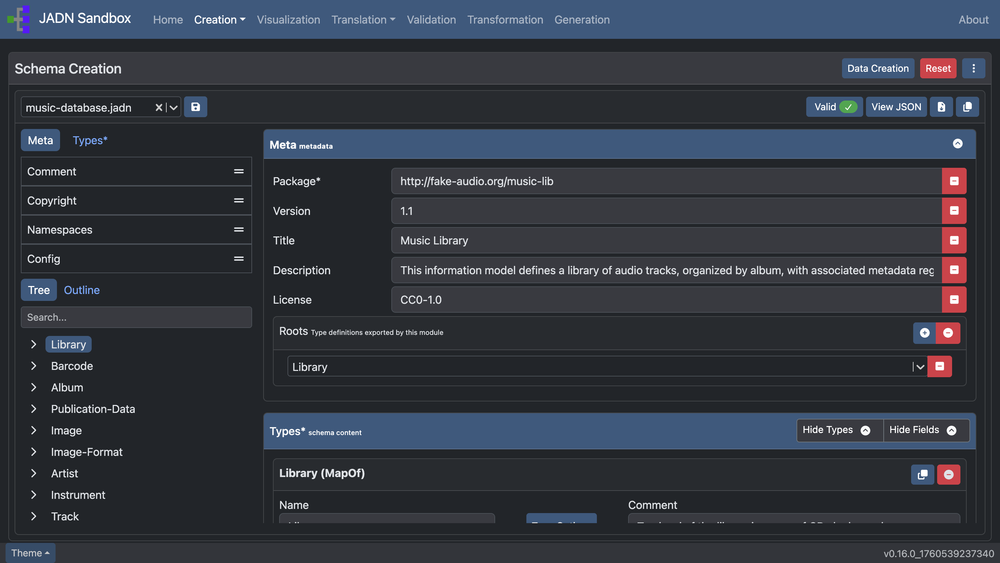 JADN Sandbox Home Creation Visualization Translation Validation Transformation Generation About
Schema Creation Data Creation Reset
music-database.jadn Valid View JSON
Meta Types*
Comment
Copyright
Namespaces
Config
Tree Outline
Search...
Library
Barcode
Album
Publication-Data
Image
Image-Format
Artist
Instrument
Track
Meta metadata
Package* http://fake-audio.org/music-lib
Version 1.1
Title Music Library
Description This information model defines a library of audio tracks, organized by album, with associated metadata reg
License CC0-1.0
Roots Type definitions exported by this module
Library
Types* schema content Hide Types Hide Fields
Library (MapOf)
Name Comment
Theme v0.16.0_1760539237340